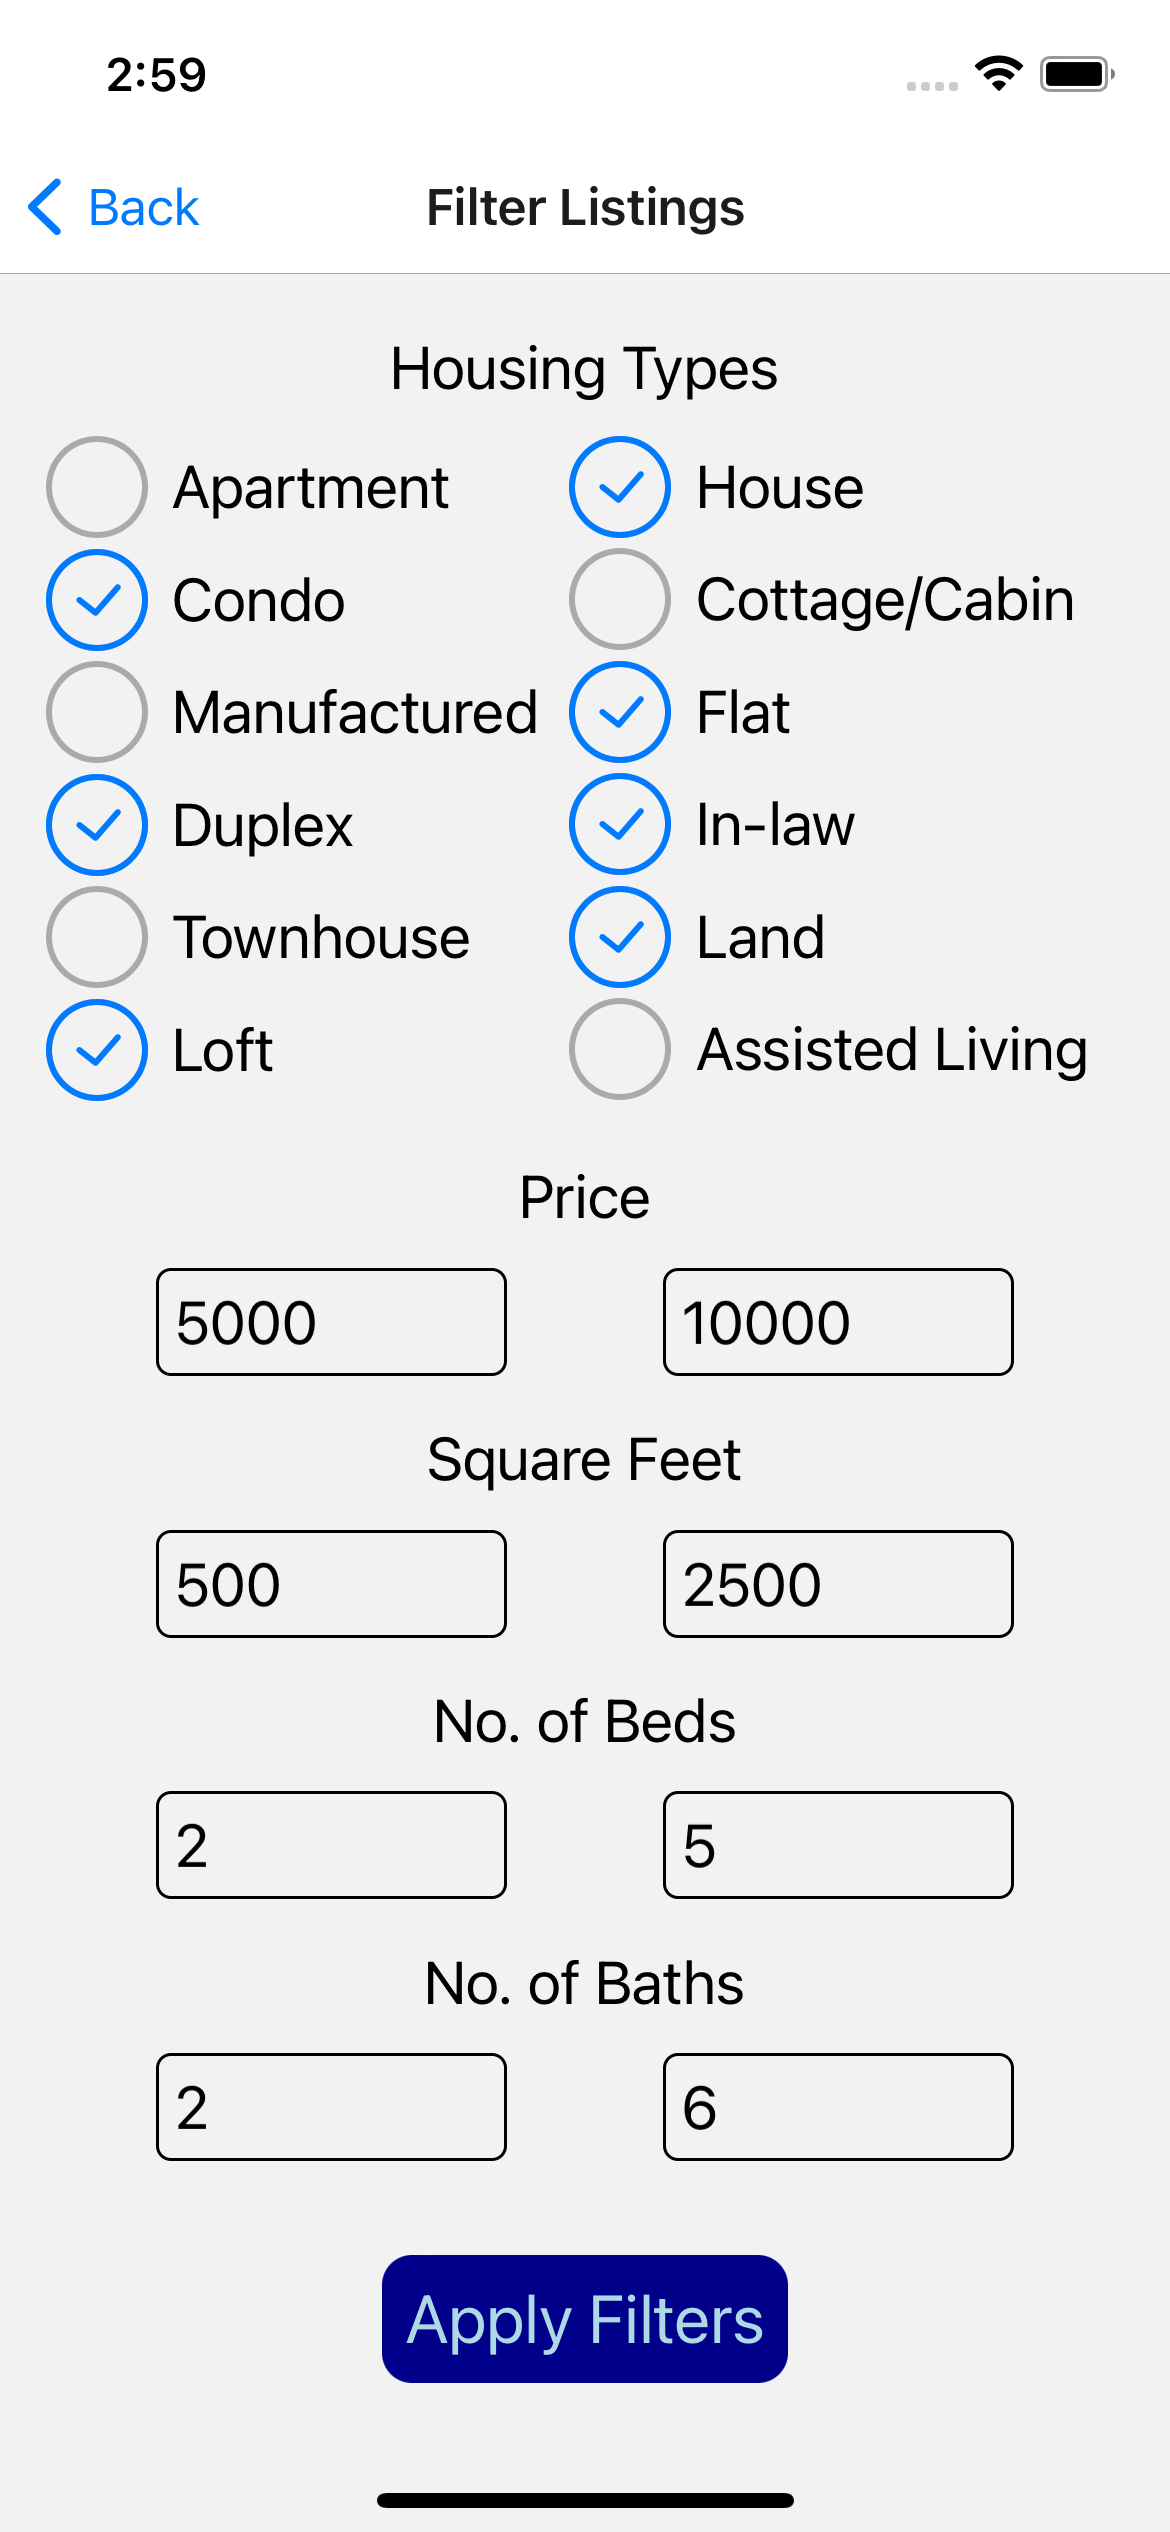 2:59
Back
Filter Listings
Housing Types
Apartment
House
Condo
Cottage/Cabin
Manufactured
Flat
Duplex
In-law
Townhouse
Land
Loft
Assisted Living
Price
5000
10000
Square Feet
500
2500
No. of Beds
2
5
No. of Baths
2
6
Apply Filters